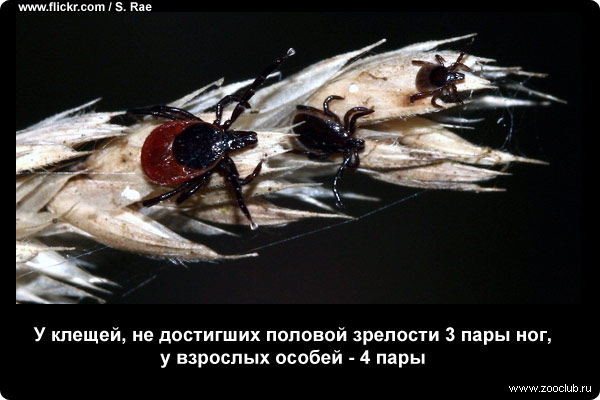 www.flickr.com / S. Rae
У клещей, не достигших половой зрелости 3 пары ног,
у взрослых особей - 4 пары
www.zooclub.ru